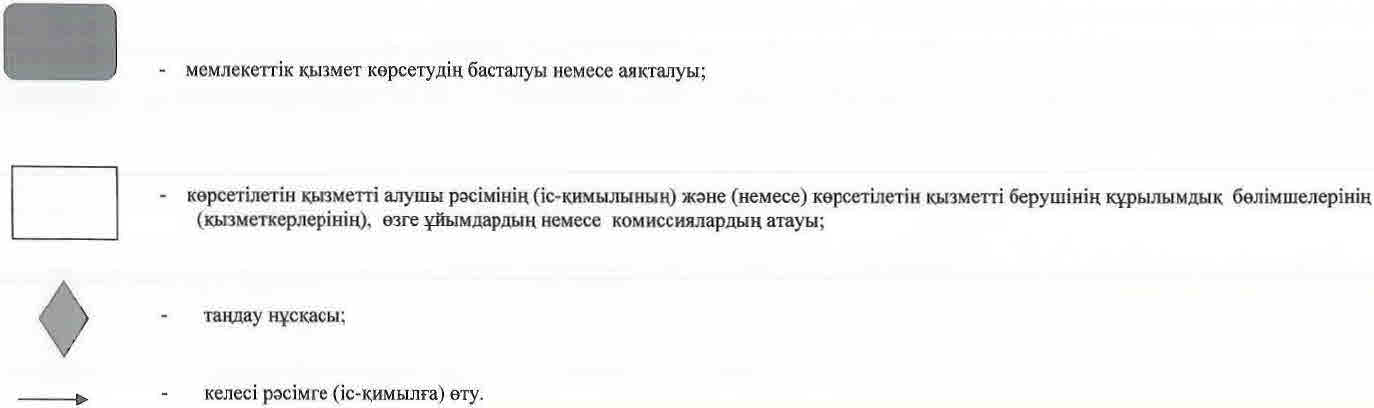 - мемлекеттік қызмет көрсетудің басталуы немесе аяқталуы;
- көрсетілетін қызметті алушы рәсімінің (іс-қимылының) және (немесе) көрсетілетін қызметті берушінің құрылымдық бөлімшелерінің
(қызметкерлерінің), өзге ұйымдардың немесе комиссиялардың атауы;
- таңдау нұсқасы;
- келесі рәсімге (іс-қимылға) өту.